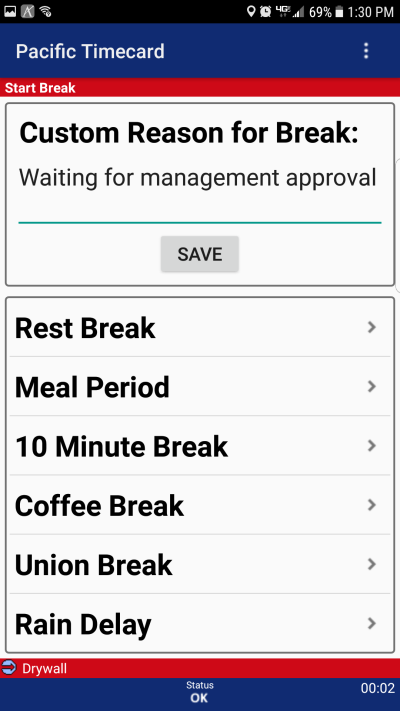 4GE 69% 1:30 PM
Pacific Timecard
Start Break
Custom Reason for Break:
Waiting for management approval
SAVE
Rest Break
Meal Period
10 Minute Break
Coffee Break
Union Break
Rain Delay
Drywall
Status
OK
00:02